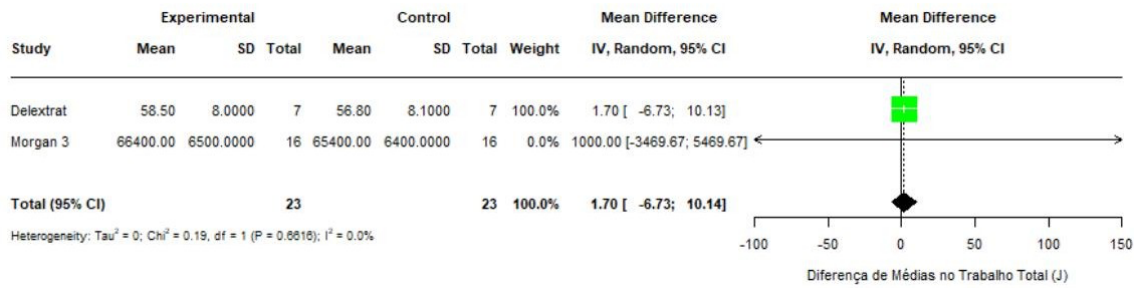 Experimental Control Mean Difference Mean Difference
Study Mean SD Total Mean SD Total Weight IV, Random, 95% CI IV, Random, 95% CI
Delextrat 58.50 8.0000 7 56.80 8.1000 7 100.0% 1.70 [ -6.73; 10.13]
Morgan 3 66400.00 6500.0000 16 65400.00 6400.0000 16 0.0% 1000.00 [-3469.67; 5469.67]
Total (95% CI) 23 23 100.0% 1.70 [ -6.73; 10.14]
Heterogeneity: Tau² = 0; Chi² = 0.19, df = 1 (P = 0.6616); I² = 0.0%
-100 -50 0 50 100 150
Diferença de Médias no Trabalho Total (J)